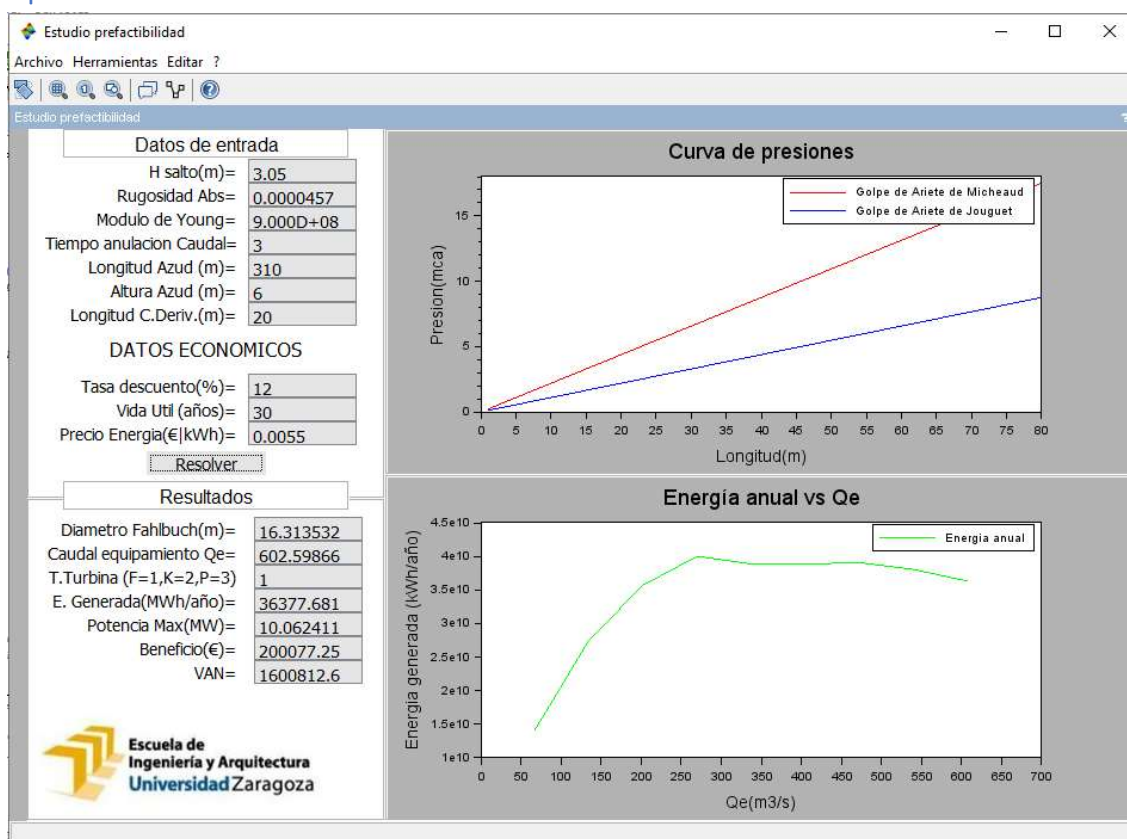 Estudio prefactibilidad
Archivo Herramientas Editar ?
Estudio prefactibilidad
?
Datos de entrada
H salto(m)= 3.05
Rugosidad Abs= 0.0000457
Modulo de Young= 9.000D+08
Tiempo anulacion Caudal= 3
Longitud Azud (m)= 310
Altura Azud (m)= 6
Longitud C.Deriv.(m)= 20
DATOS ECONOMICOS
Tasa descuento(%)= 12
Vida Util (años)= 30
Precio Energia(€|kWh)= 0.0055
Resolver
Resultados
Diametro Fahlbuch(m)= 16.313532
Caudal equipamiento Qe= 602.59866
T.Turbina (F=1,K=2,P=3) 1
E. Generada(MWh/año)= 36377.681
Potencia Max(MW)= 10.062411
Beneficio(€)= 200077.25
VAN= 1600812.6
Escuela de
Ingeniería y Arquitectura
Universidad Zaragoza
Curva de presiones
Golpe de Ariete de Micheaud
Golpe de Ariete de Jouguet
Presion(mca)
15
10
5
0
0 5 10 15 20 25 30 35 40 45 50 55 60 65 70 75 80
Longitud(m)
Energía anual vs Qe
Energia anual
Energia generada (kWh/año)
4.5e10
4e10
3.5e10
3e10
2.5e10
2e10
1.5e10
1e10
0 50 100 150 200 250 300 350 400 450 500 550 600 650 700
Qe(m3/s)